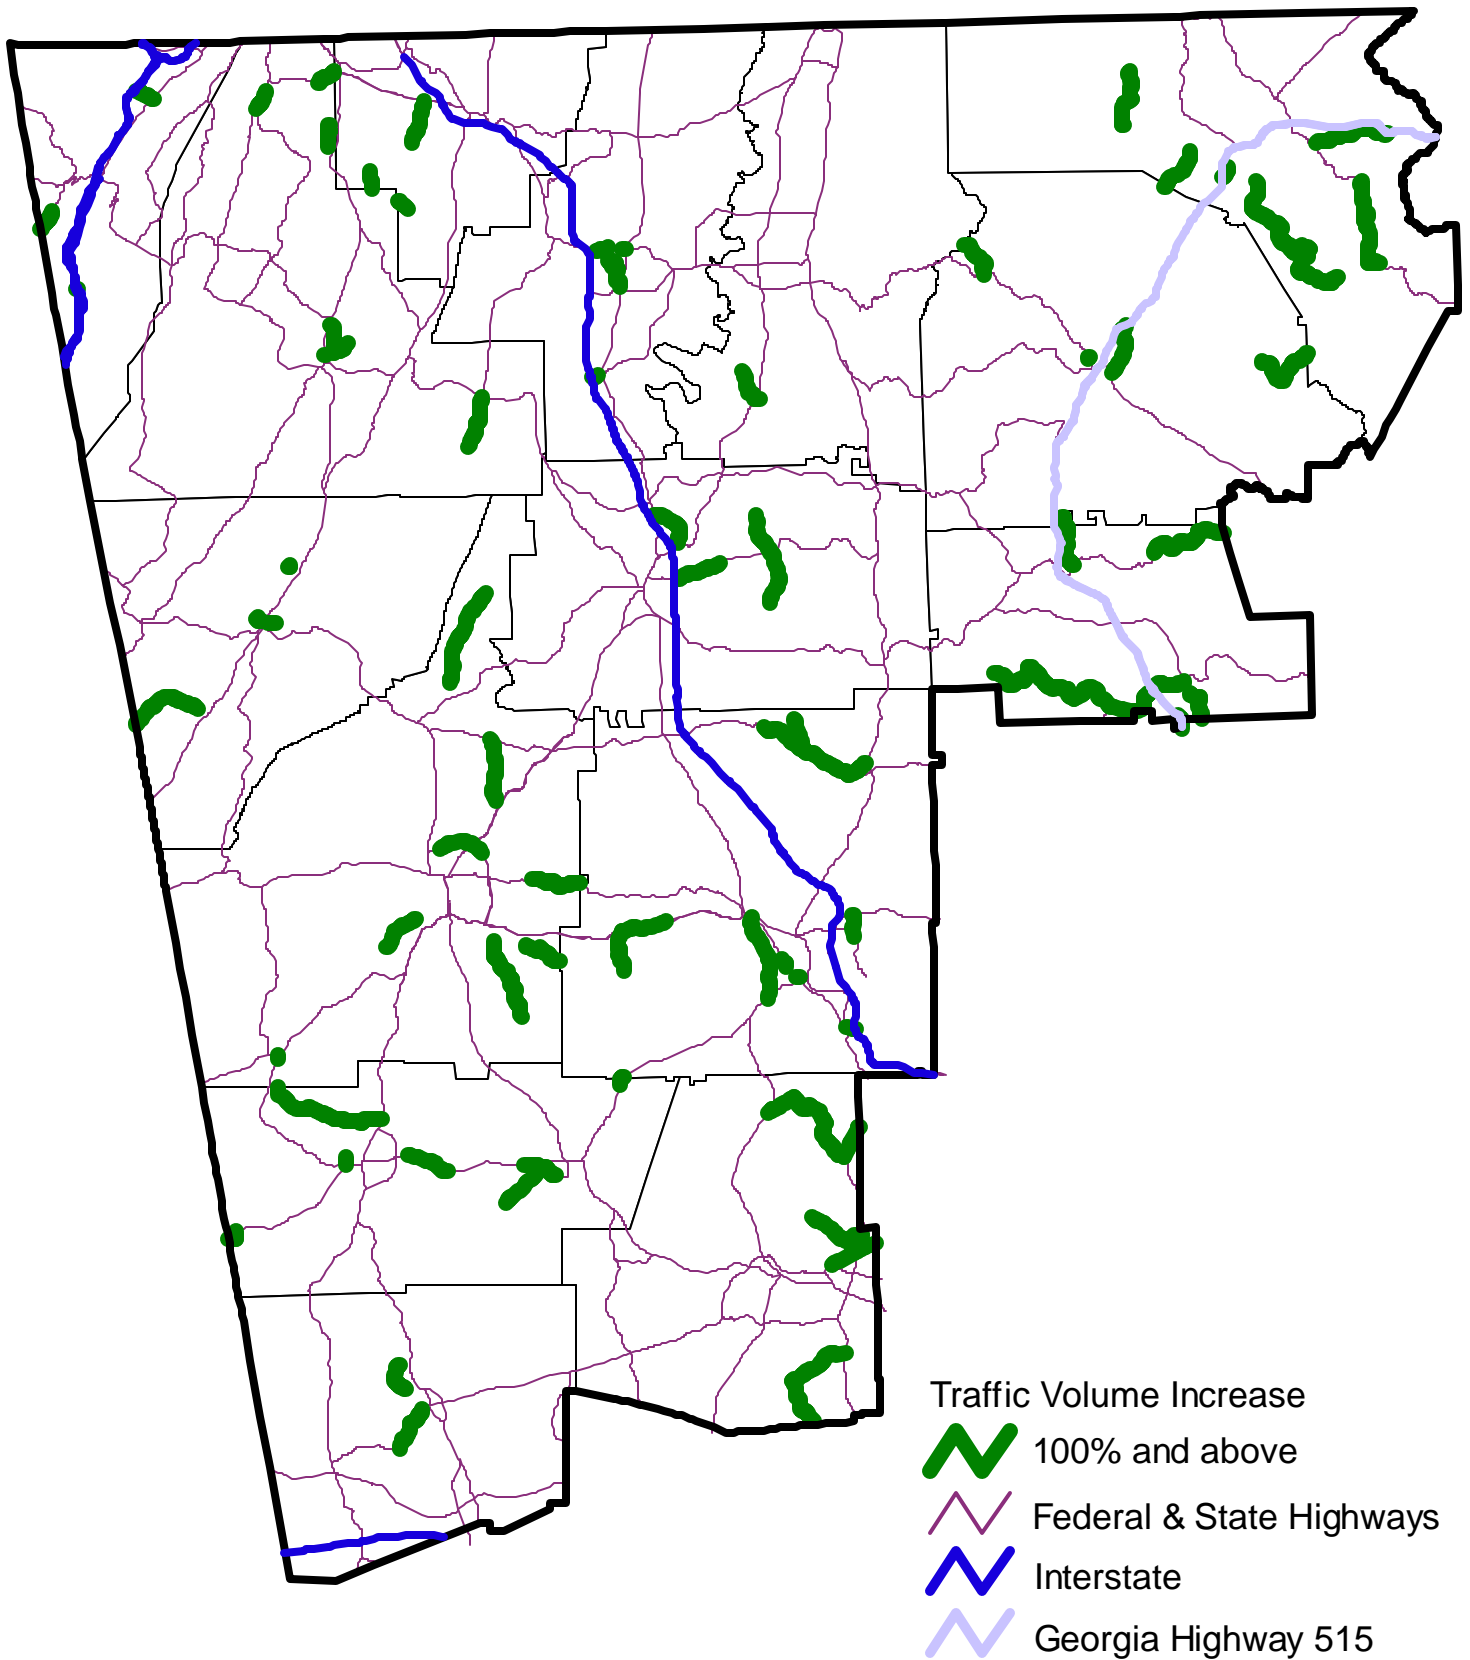 Traffic Volume Increase
100% and above
Federal & State Highways
Interstate
Georgia Highway 515